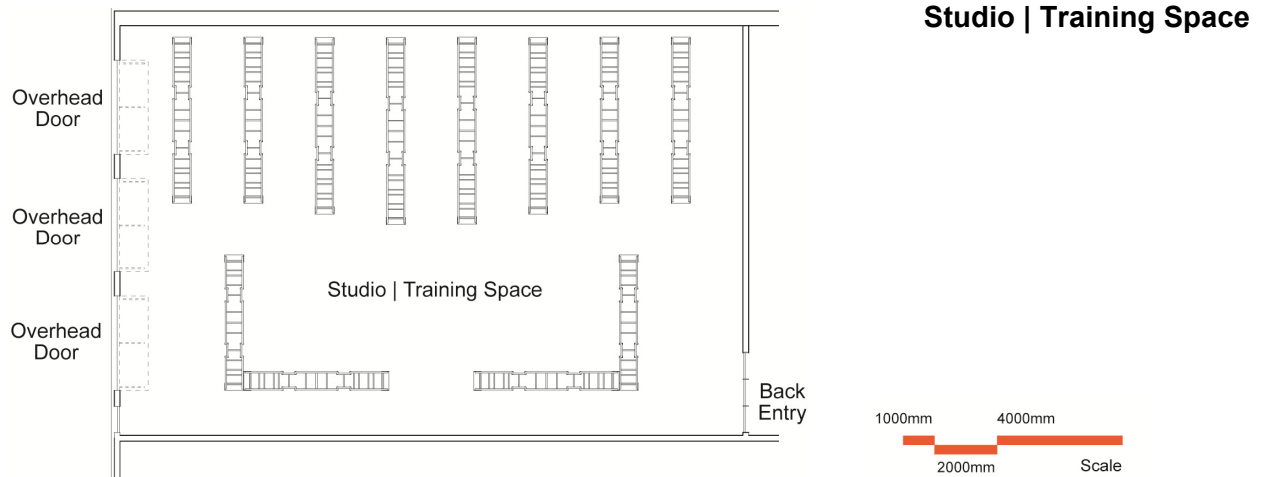 Studio | Training Space
Overhead
Door
Overhead
Door
Studio | Training Space
Overhead
Door
Back
Entry
1000mm
4000mm
2000mm
Scale